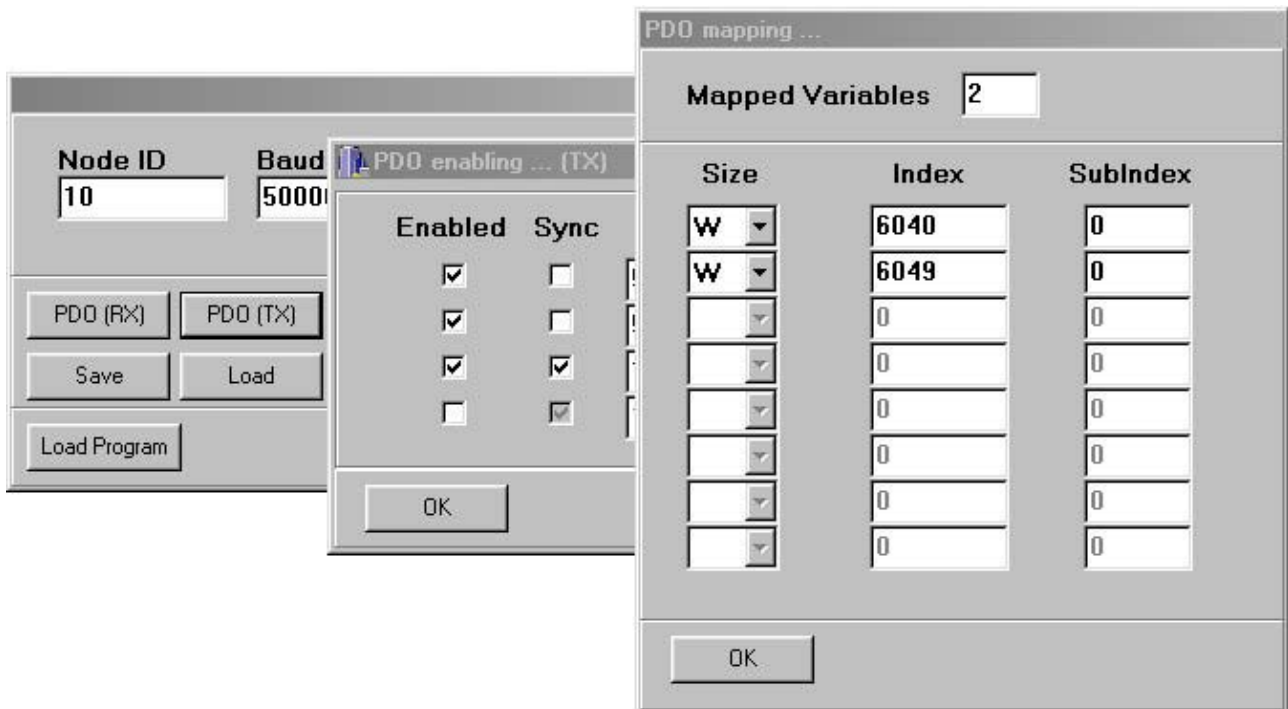 Node ID
Baud
10
5000
PDO (RX)
PDO (TX)
Save
Load
Load Program
PDO enabling ... (TX)
Enabled Sync
OK
PDO mapping ...
Mapped Variables 2
Size Index SubIndex
W 6040 0
W 6049 0
0 0
0 0
0 0
0 0
0 0
0 0
OK